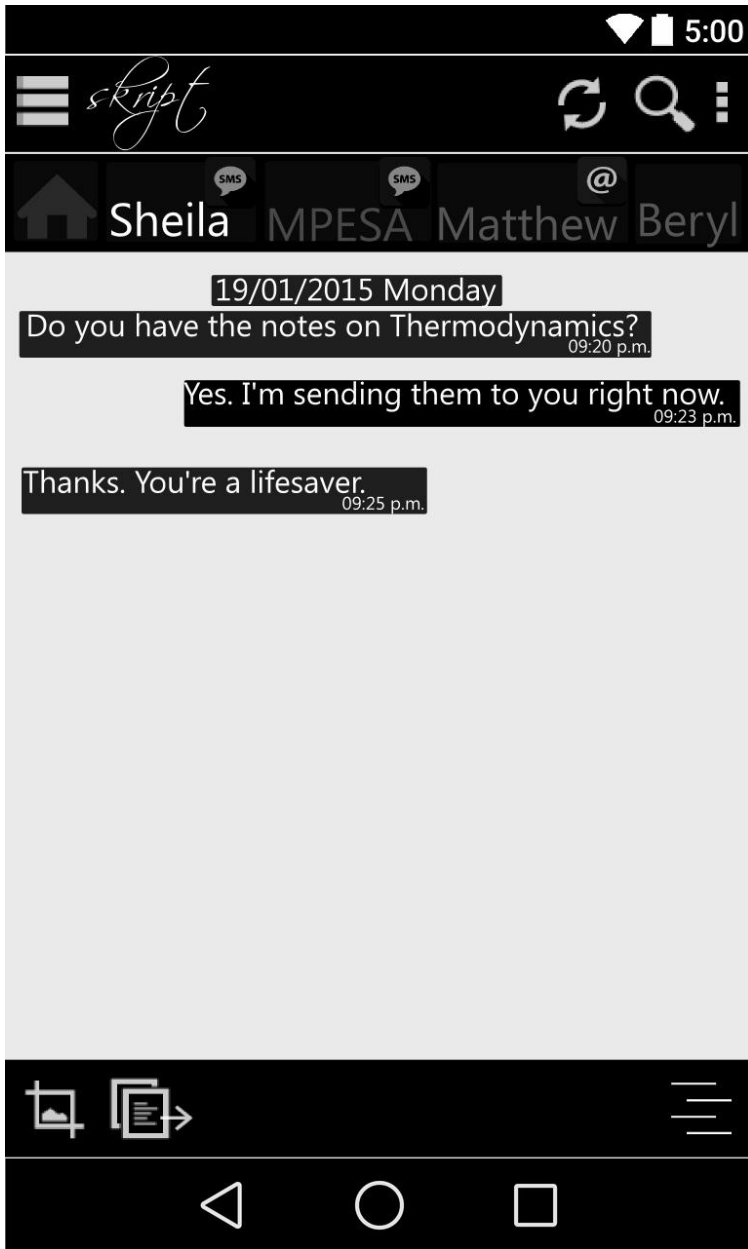 5:00
skript
SMS SMS @
Sheila MPESA Matthew Beryl
19/01/2015 Monday
Do you have the notes on Thermodynamics?
09:20 p.m.
Yes. I'm sending them to you right now.
09:23 p.m.
Thanks. You're a lifesaver.
09:25 p.m.